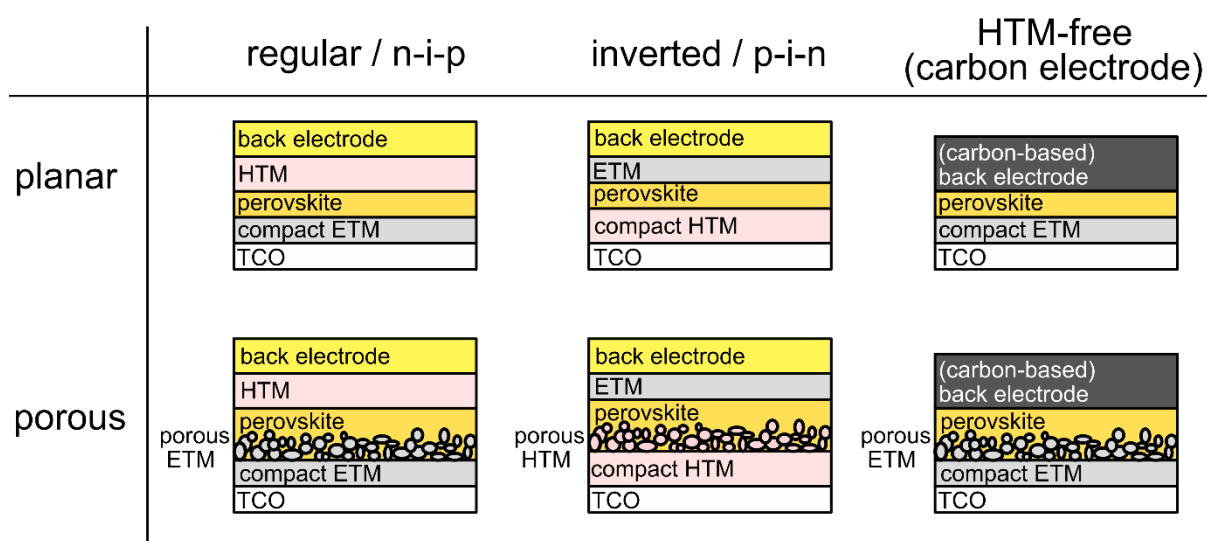 regular / n-i-p
inverted / p-i-n
HTM-free
(carbon electrode)
planar
back electrode
HTM
perovskite
compact ETM
TCO
back electrode
ETM
perovskite
compact HTM
TCO
(carbon-based)
back electrode
perovskite
compact ETM
TCO
porous
back electrode
HTM
perovskite
porous
ETM
compact ETM
TCO
back electrode
ETM
perovskite
porous
HTM
compact HTM
TCO
(carbon-based)
back electrode
perovskite
porous
ETM
compact ETM
TCO